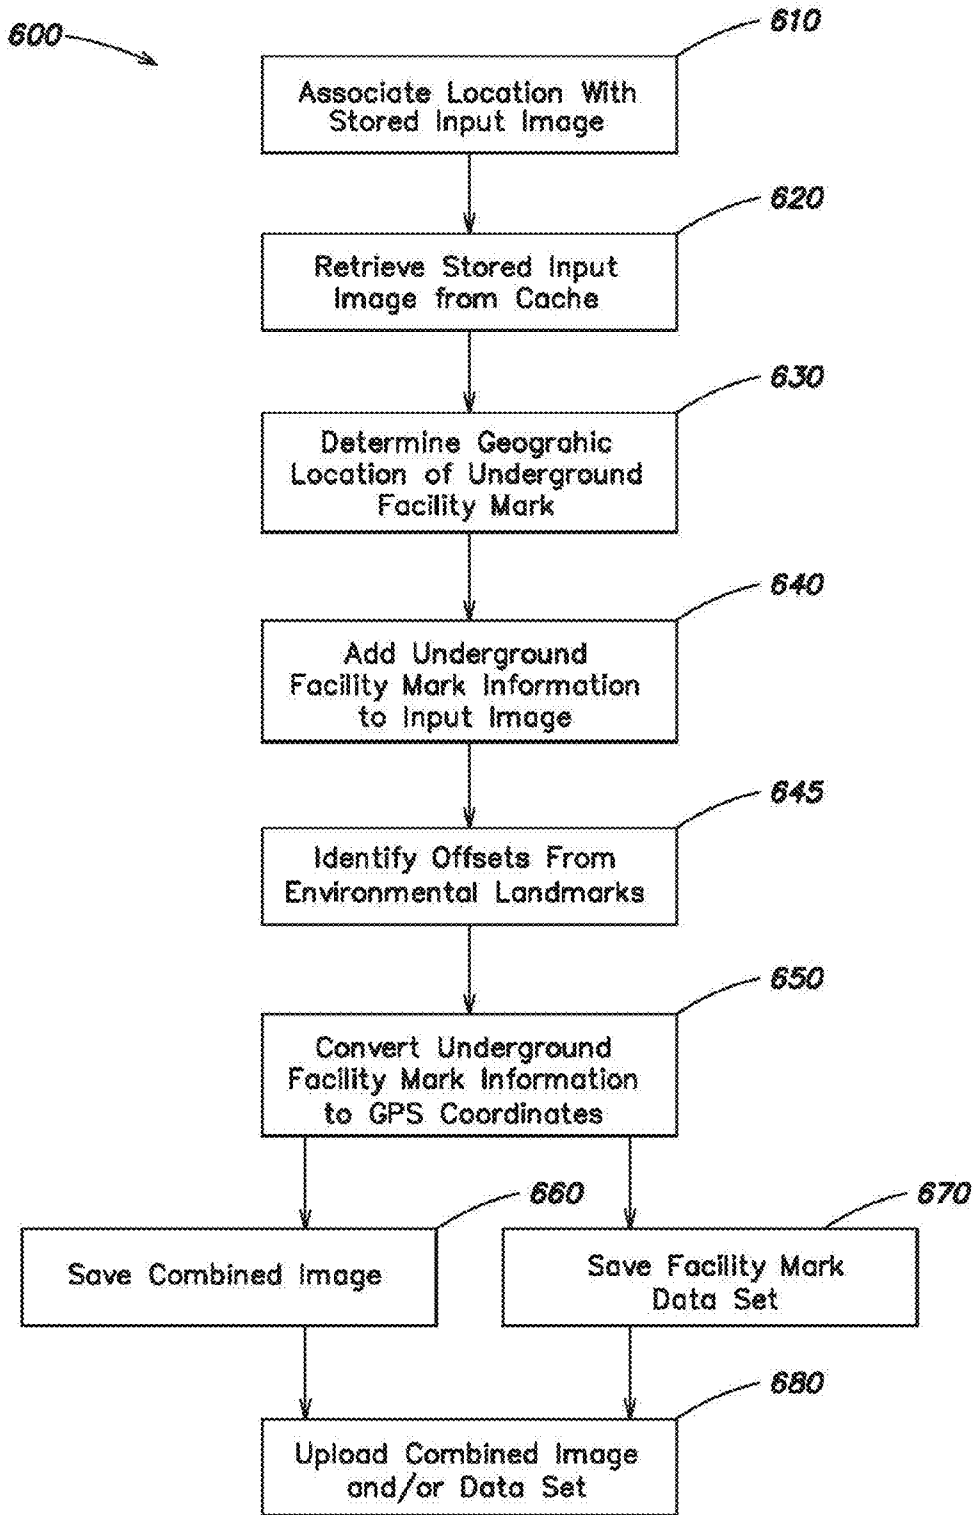 600
610
Associate Location With
Stored Input Image
620
Retrieve Stored Input
Image from Cache
630
Determine Geograhic
Location of Underground
Facility Mark
640
Add Underground
Facility Mark Information
to Input Image
645
Identify Offsets From
Environmental Landmarks
650
Convert Underground
Facility Mark Information
to GPS Coordinates
660
Save Combined Image
670
Save Facility Mark
Data Set
680
Upload Combined Image
and/or Data Set